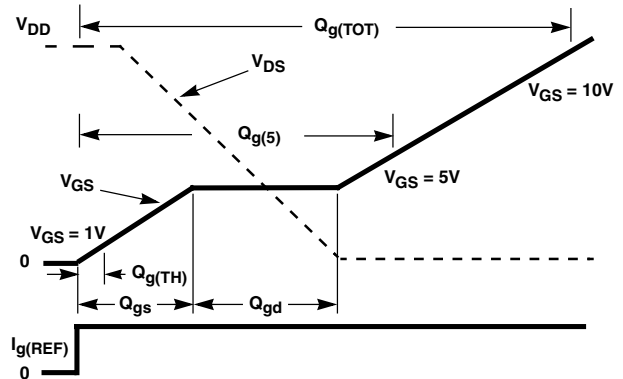 V_DD
Q_g(TOT)
V_DS
V_GS = 10V
Q_g(5)
V_GS
V_GS = 5V
V_GS = 1V
0
Q_g(TH)
Q_gs
Q_gd
I_g(REF)
0